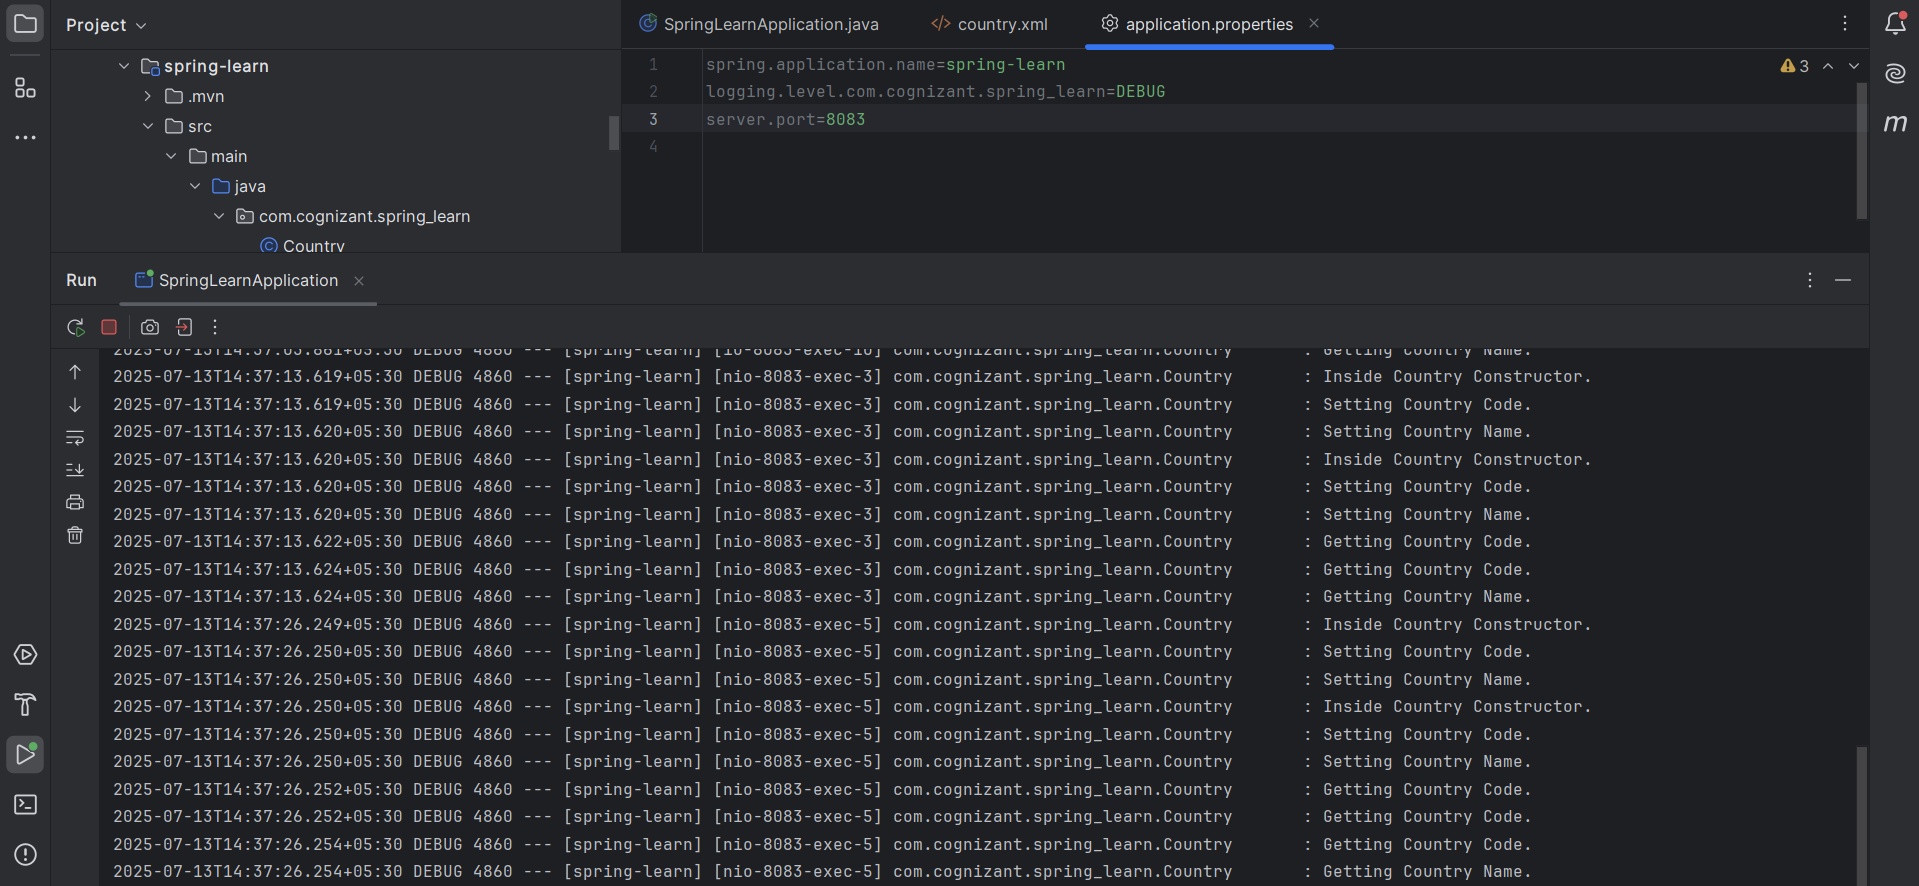 Project
spring-learn
.mvn
src
main
java
com.cognizant.spring_learn
Country
SpringLearnApplication.java
country.xml
application.properties
1 spring.application.name=spring-learn
2 logging.level.com.cognizant.spring_learn=DEBUG
3 server.port=8083
4
3
m
Run
SpringLearnApplication
2025-07-13T14:37:03.861+05:30 DEBUG 4860 --- [spring-learn] [io-8083-exec-10] com.cognizant.spring_learn.Country : Getting Country Name.
2025-07-13T14:37:13.619+05:30 DEBUG 4860 --- [spring-learn] [nio-8083-exec-3] com.cognizant.spring_learn.Country : Inside Country Constructor.
2025-07-13T14:37:13.619+05:30 DEBUG 4860 --- [spring-learn] [nio-8083-exec-3] com.cognizant.spring_learn.Country : Setting Country Code.
2025-07-13T14:37:13.620+05:30 DEBUG 4860 --- [spring-learn] [nio-8083-exec-3] com.cognizant.spring_learn.Country : Setting Country Name.
2025-07-13T14:37:13.620+05:30 DEBUG 4860 --- [spring-learn] [nio-8083-exec-3] com.cognizant.spring_learn.Country : Inside Country Constructor.
2025-07-13T14:37:13.620+05:30 DEBUG 4860 --- [spring-learn] [nio-8083-exec-3] com.cognizant.spring_learn.Country : Setting Country Code.
2025-07-13T14:37:13.620+05:30 DEBUG 4860 --- [spring-learn] [nio-8083-exec-3] com.cognizant.spring_learn.Country : Setting Country Name.
2025-07-13T14:37:13.622+05:30 DEBUG 4860 --- [spring-learn] [nio-8083-exec-3] com.cognizant.spring_learn.Country : Getting Country Code.
2025-07-13T14:37:13.624+05:30 DEBUG 4860 --- [spring-learn] [nio-8083-exec-3] com.cognizant.spring_learn.Country : Getting Country Code.
2025-07-13T14:37:13.624+05:30 DEBUG 4860 --- [spring-learn] [nio-8083-exec-3] com.cognizant.spring_learn.Country : Getting Country Name.
2025-07-13T14:37:26.249+05:30 DEBUG 4860 --- [spring-learn] [nio-8083-exec-5] com.cognizant.spring_learn.Country : Inside Country Constructor.
2025-07-13T14:37:26.250+05:30 DEBUG 4860 --- [spring-learn] [nio-8083-exec-5] com.cognizant.spring_learn.Country : Setting Country Code.
2025-07-13T14:37:26.250+05:30 DEBUG 4860 --- [spring-learn] [nio-8083-exec-5] com.cognizant.spring_learn.Country : Setting Country Name.
2025-07-13T14:37:26.250+05:30 DEBUG 4860 --- [spring-learn] [nio-8083-exec-5] com.cognizant.spring_learn.Country : Inside Country Constructor.
2025-07-13T14:37:26.250+05:30 DEBUG 4860 --- [spring-learn] [nio-8083-exec-5] com.cognizant.spring_learn.Country : Setting Country Code.
2025-07-13T14:37:26.250+05:30 DEBUG 4860 --- [spring-learn] [nio-8083-exec-5] com.cognizant.spring_learn.Country : Setting Country Name.
2025-07-13T14:37:26.252+05:30 DEBUG 4860 --- [spring-learn] [nio-8083-exec-5] com.cognizant.spring_learn.Country : Getting Country Code.
2025-07-13T14:37:26.252+05:30 DEBUG 4860 --- [spring-learn] [nio-8083-exec-5] com.cognizant.spring_learn.Country : Getting Country Code.
2025-07-13T14:37:26.254+05:30 DEBUG 4860 --- [spring-learn] [nio-8083-exec-5] com.cognizant.spring_learn.Country : Getting Country Code.
2025-07-13T14:37:26.254+05:30 DEBUG 4860 --- [spring-learn] [nio-8083-exec-5] com.cognizant.spring_learn.Country : Getting Country Name.